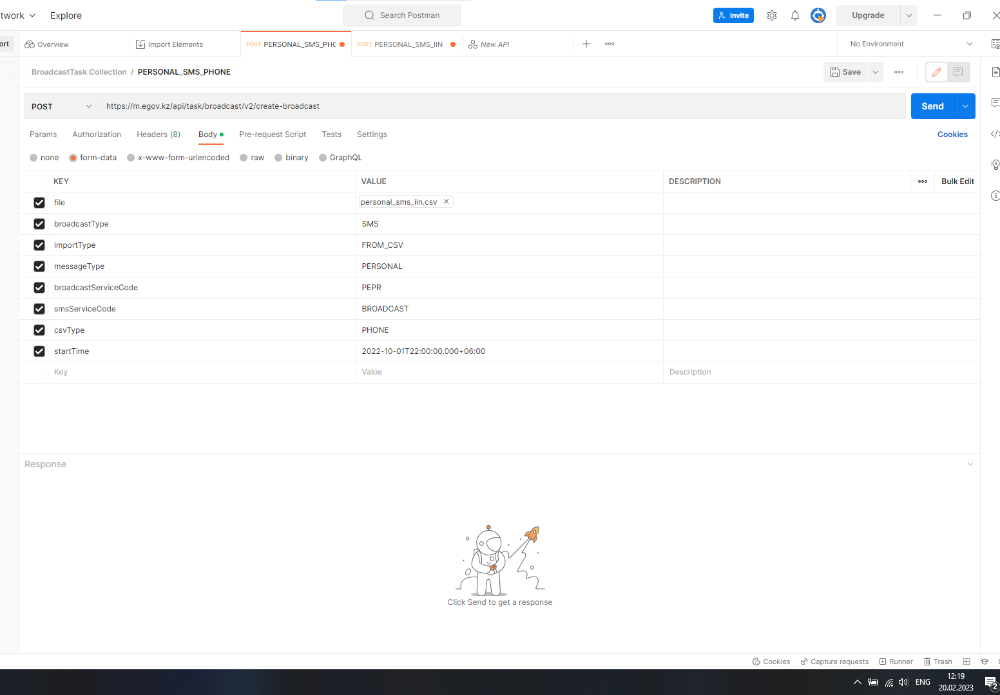 twork Explore Search Postman Invite Upgrade
ort Overview Import Elements POST PERSONAL_SMS_PHO POST PERSONAL_SMS_IIN New API No Environment
BroadcastTask Collection / PERSONAL_SMS_PHONE Save
POST https://m.egov.kz/api/task/broadcast/v2/create-broadcast Send
Params Authorization Headers (8) Body Pre-request Script Tests Settings Cookies
none form-data x-www-form-urlencoded raw binary GraphQL
KEY VALUE DESCRIPTION Bulk Edit
file personal_sms_iin.csv
broadcastType SMS
importType FROM_CSV
messageType PERSONAL
broadcastServiceCode PEPR
smsServiceCode BROADCAST
csvType PHONE
startTime 2022-10-01T22:00:00.000+06:00
Key Value Description
Response
Click Send to get a response
Cookies Capture requests Runner Trash
ENG 12:19
20.02.2023 2